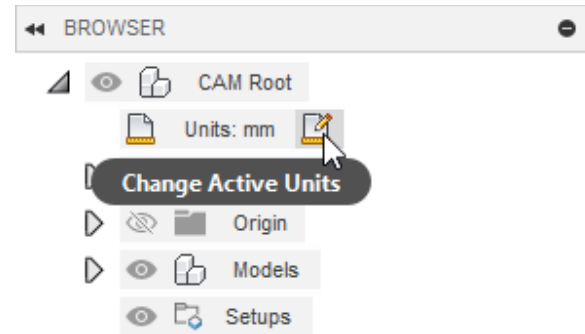 BROWSER
CAM Root
Units: mm
Change Active Units
Origin
Models
Setups